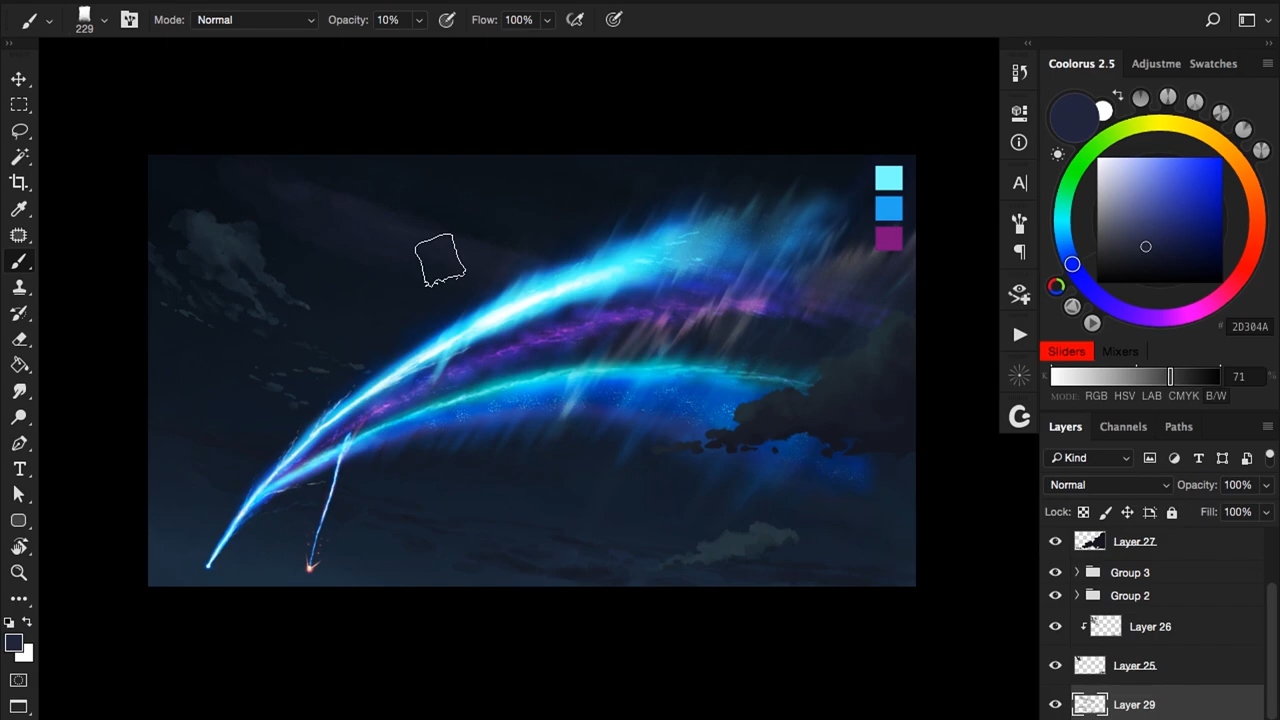 229 Mode: Normal Opacity: 10% Flow: 100%
Coolorus 2.5 Adjustme Swatches
# 2D304A
Sliders Mixers
K 71 %
MODE: RGB HSV LAB CMYK B/W
Layers Channels Paths
Kind
Normal Opacity: 100%
Lock: Fill: 100%
Layer 27
Group 3
Group 2
Layer 26
Layer 25
Layer 29